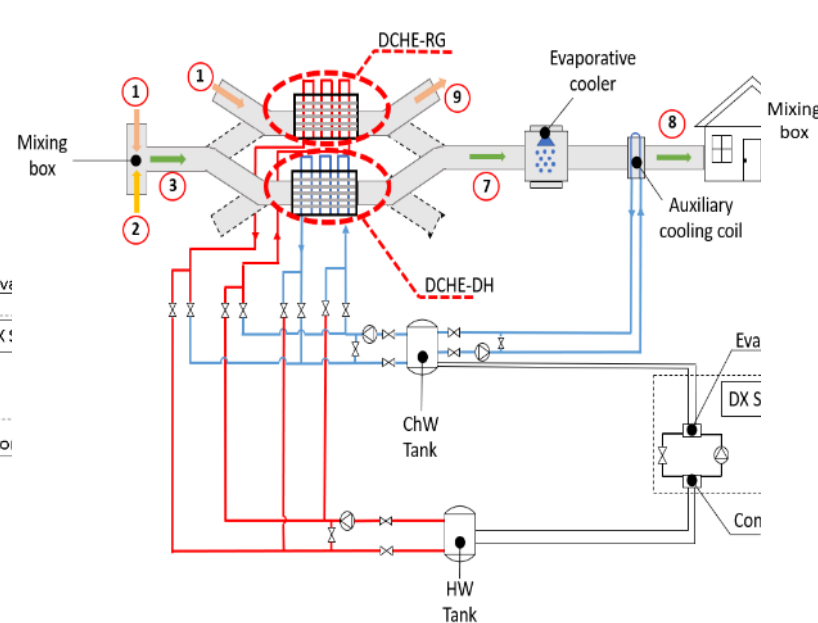 DCHE-RG
Evaporative
cooler
1
1
9
8
Mixing
box
Mixing
box
3
7
2
Auxiliary
cooling coil
DCHE-DH
Eva
DX S
ChW
Tank
Con
HW
Tank